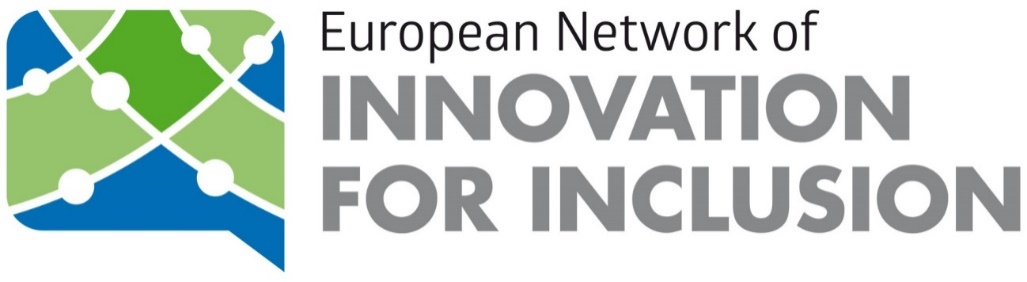 European Network of
INNOVATION
FOR INCLUSION